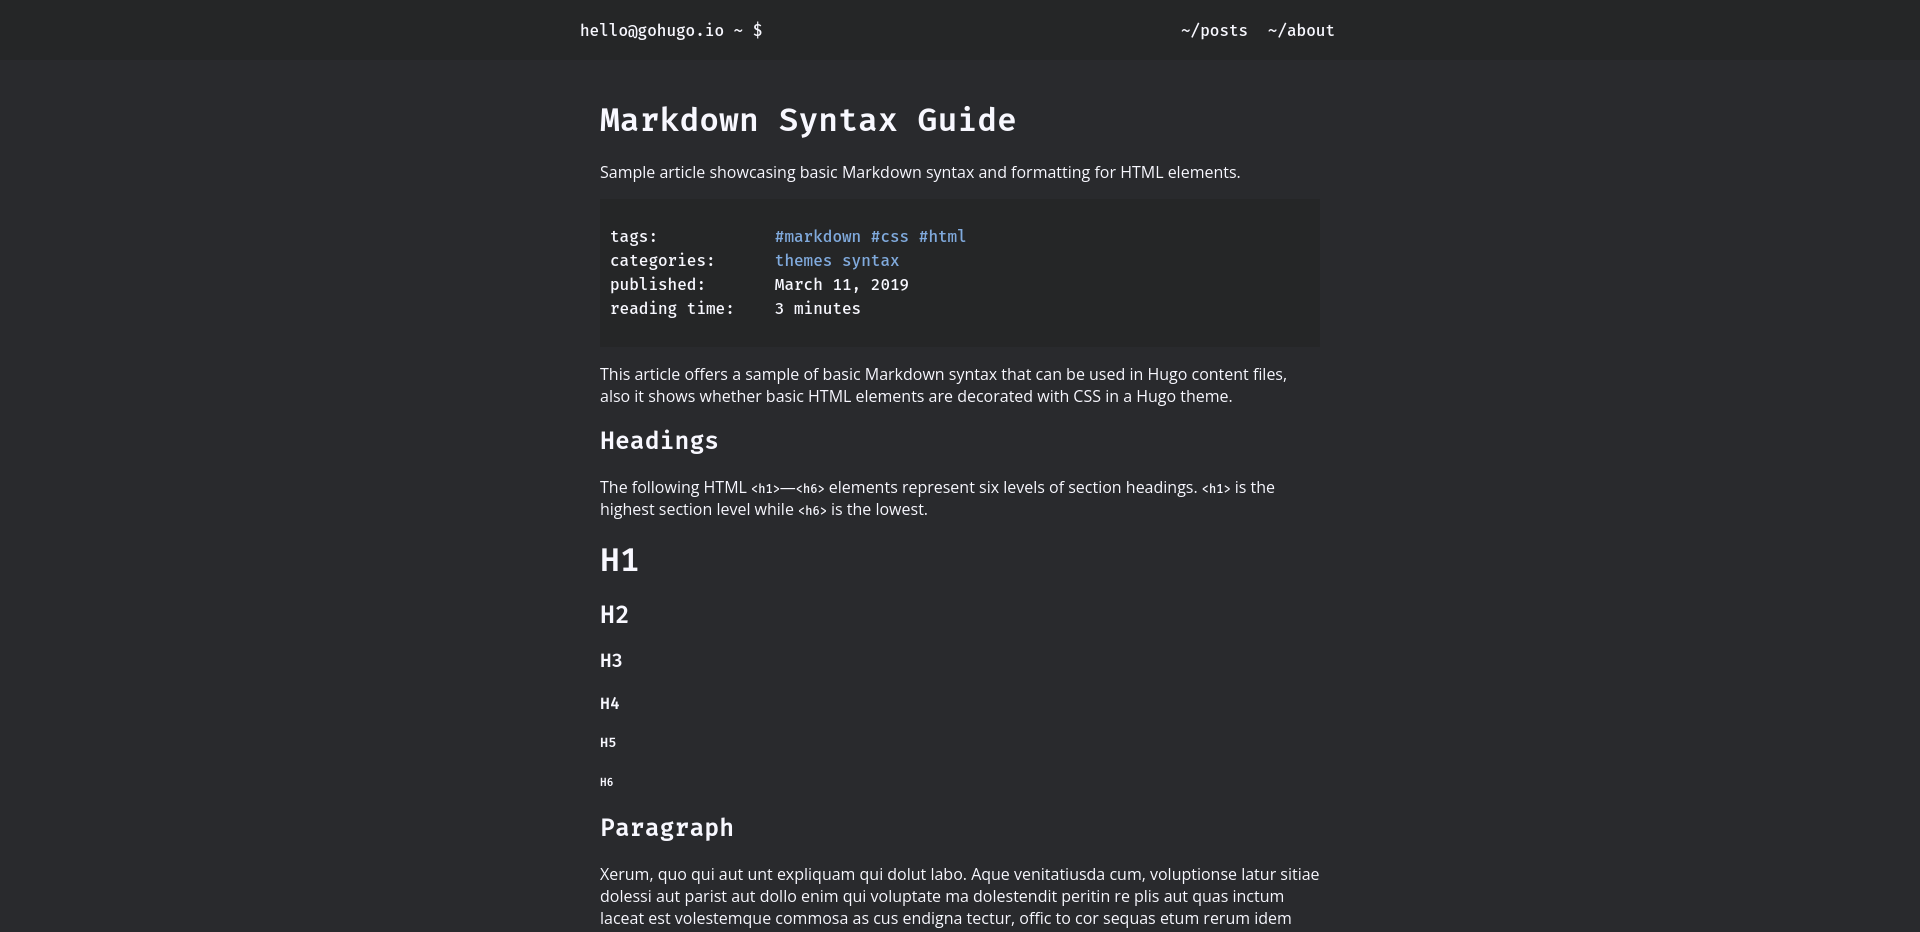 hello@gohugo.io ~ $ ~/posts ~/about
Markdown Syntax Guide
Sample article showcasing basic Markdown syntax and formatting for HTML elements.
tags: #markdown #css #html
categories: themes syntax
published: March 11, 2019
reading time: 3 minutes
This article offers a sample of basic Markdown syntax that can be used in Hugo content files,
also it shows whether basic HTML elements are decorated with CSS in a Hugo theme.
Headings
The following HTML <h1>—<h6> elements represent six levels of section headings. <h1> is the
highest section level while <h6> is the lowest.
H1
H2
H3
H4
H5
H6
Paragraph
Xerum, quo qui aut unt expliquam qui dolut labo. Aque venitatiusda cum, voluptionse latur sitiae
dolessi aut parist aut dollo enim qui voluptate ma dolestendit peritin re plis aut quas inctum
laceat est volestemque commosa as cus endigna tectur, offic to cor sequas etum rerum idem